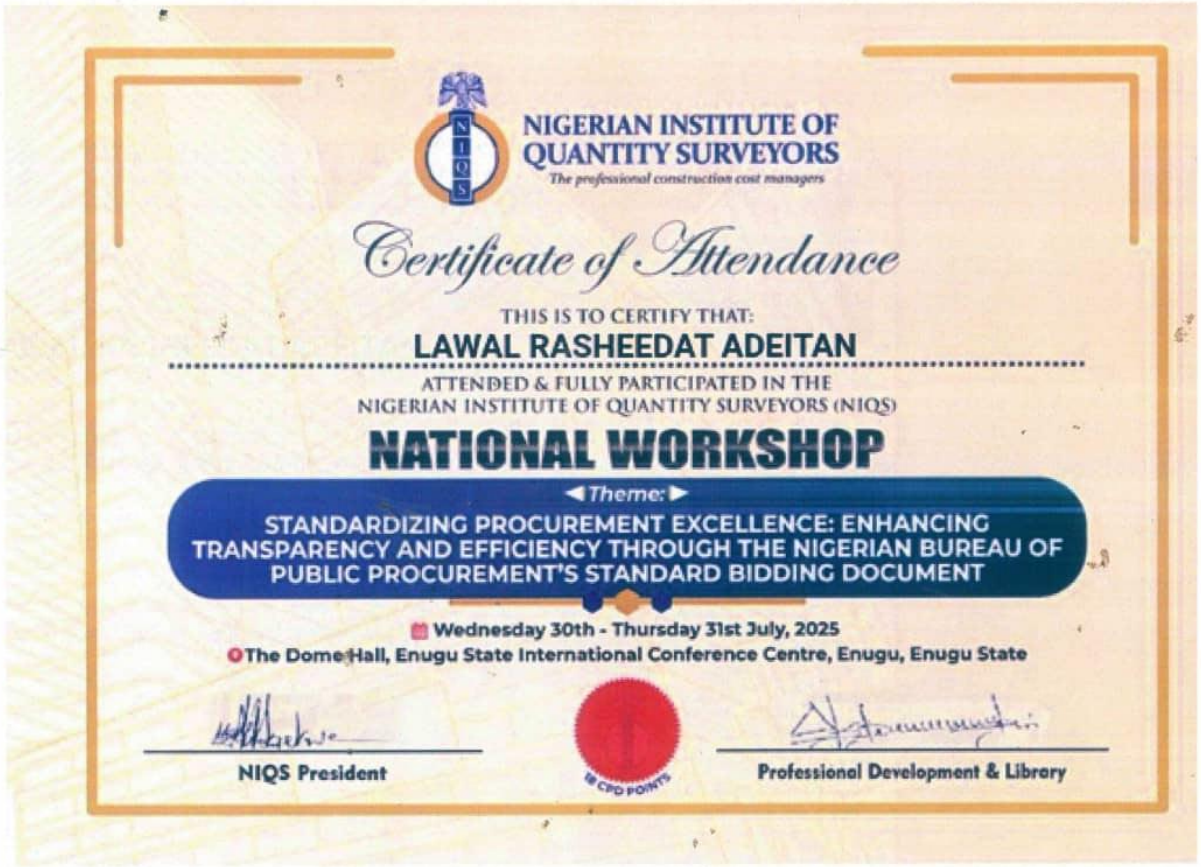 NIQS
NIGERIAN INSTITUTE OF
QUANTITY SURVEYORS
The professional construction cost managers
Certificate of Attendance
THIS IS TO CERTIFY THAT:
LAWAL RASHEEDAT ADEITAN
ATTENDED & FULLY PARTICIPATED IN THE
NIGERIAN INSTITUTE OF QUANTITY SURVEYORS (NIQS)
NATIONAL WORKSHOP
Theme:
STANDARDIZING PROCUREMENT EXCELLENCE: ENHANCING
TRANSPARENCY AND EFFICIENCY THROUGH THE NIGERIAN BUREAU OF
PUBLIC PROCUREMENT'S STANDARD BIDDING DOCUMENT
Wednesday 30th - Thursday 31st July, 2025
The Dome Hall, Enugu State International Conference Centre, Enugu, Enugu State
NIQS President
Professional Development & Library
18 CPD POINTS